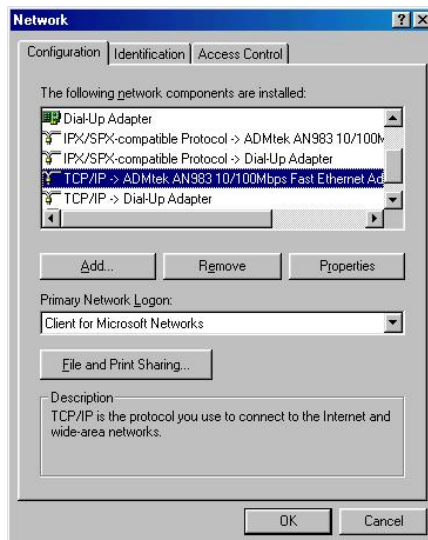 Network
Configuration Identification Access Control
The following network components are installed:
Dial-Up Adapter
IPX/SPX-compatible Protocol -> ADMtek AN983 10/100M
IPX/SPX-compatible Protocol -> Dial-Up Adapter
TCP/IP -> ADMtek AN983 10/100Mbps Fast Ethernet Ad
TCP/IP -> Dial-Up Adapter
Add... Remove Properties
Primary Network Logon:
Client for Microsoft Networks
File and Print Sharing...
Description
TCP/IP is the protocol you use to connect to the Internet and
wide-area networks.
OK Cancel